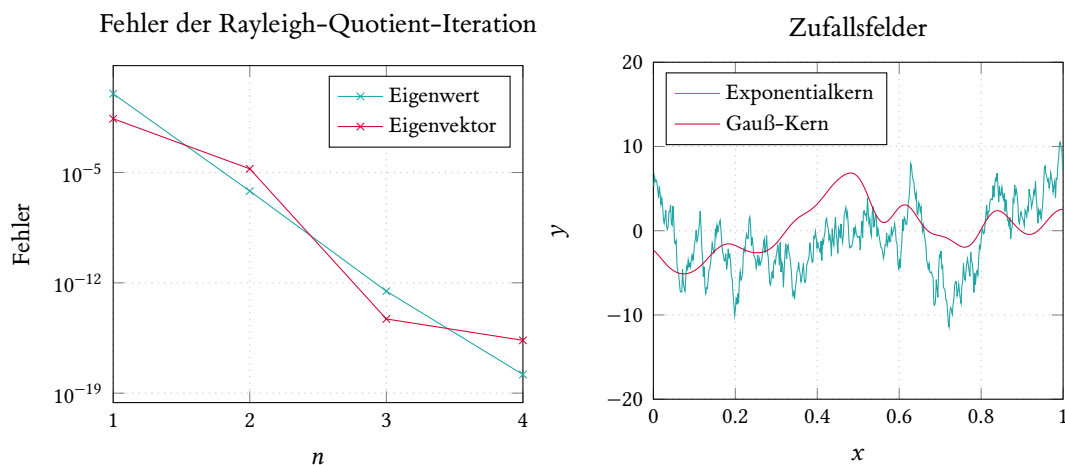 Fehler der Rayleigh-Quotient-Iteration
Eigenwert
Eigenvektor
10⁻⁵
10⁻¹²
10⁻¹⁹
Fehler
1 2 3 4
n
Zufallsfelder
Exponentialkern
Gauß-Kern
20
10
0
−10
−20
y
0 0.2 0.4 0.6 0.8 1
x